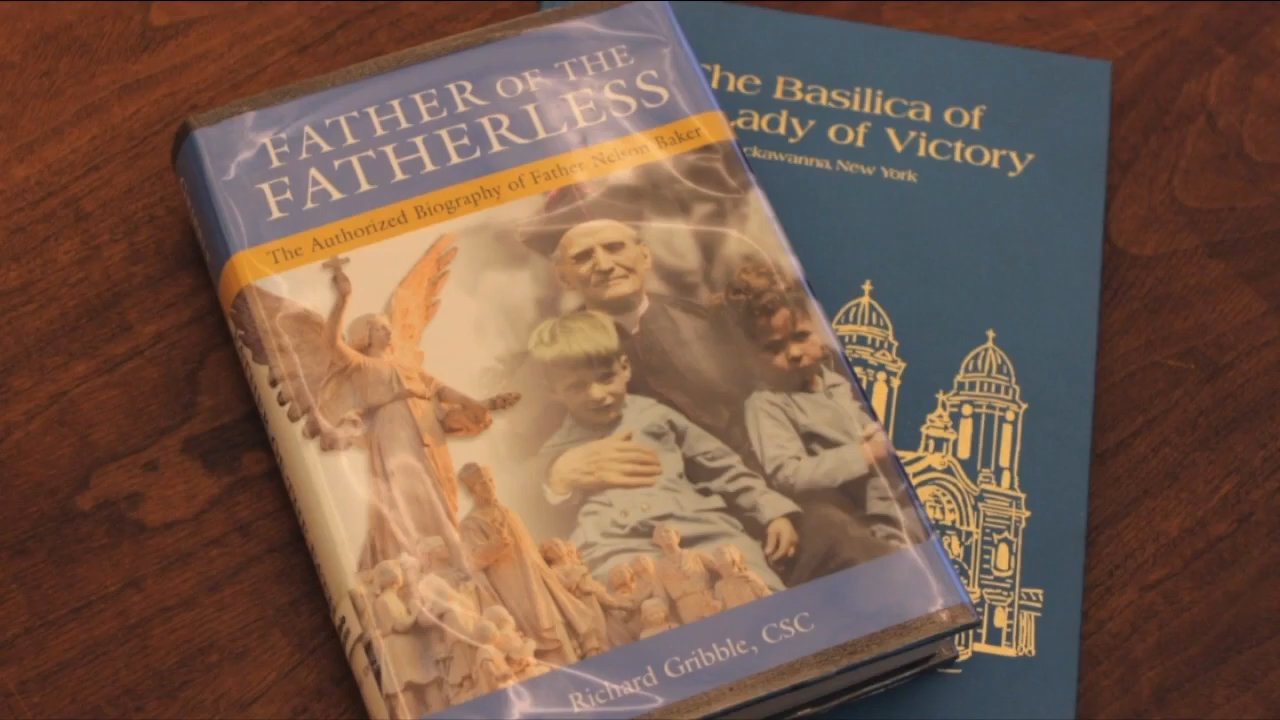 FATHER OF THE
FATHERLESS
The Authorized Biography of Father Nelson Baker
Richard Gribble, CSC
The Basilica of
Lady of Victory
ckawanna, New York